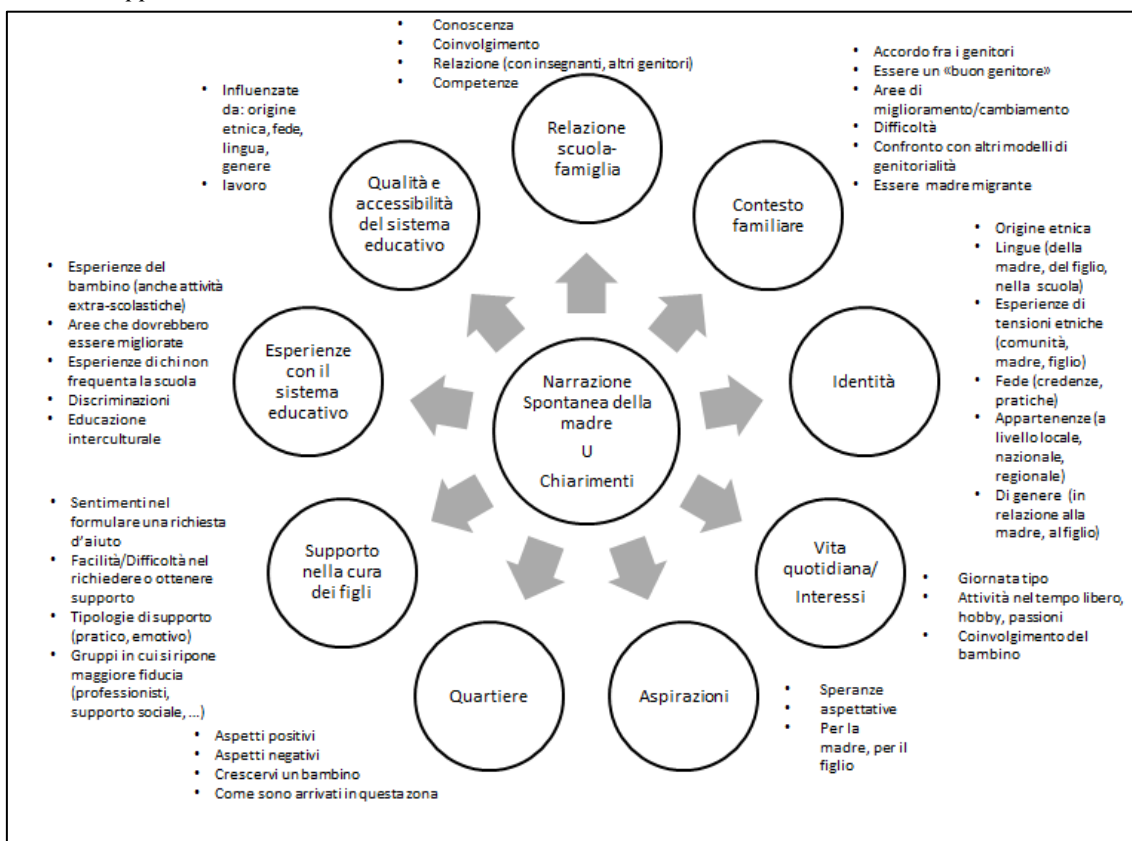 • Conoscenza
• Coinvolgimento
• Relazione (con insegnanti, altri genitori)
• Competenze
Relazione
scuola-
famiglia
• Accordo fra i genitori
• Essere un «buon genitore»
• Aree di
miglioramento/cambiamento
• Difficoltà
• Confronto con altri modelli di
genitorialità
• Essere madre migrante
Contesto
familiare
• Origine etnica
• Lingue (della
madre, del figlio,
nella scuola)
• Esperienze di
tensioni etniche
(comunità,
madre, figlio)
• Fede (credenze,
pratiche)
• Appartenenze (a
livello locale,
nazionale,
regionale)
• Di genere (in
relazione alla
madre, al figlio)
Identità
Vita
quotidiana/
Interessi
• Giornata tipo
• Attività nel tempo libero,
hobby, passioni
• Coinvolgimento del
bambino
Aspirazioni
• Speranze
• aspettative
• Per la
madre, per il
figlio
Quartiere
• Aspetti positivi
• Aspetti negativi
• Crescervi un bambino
• Come sono arrivati in questa zona
Supporto
nella cura
dei figli
• Sentimenti nel
formulare una richiesta
d'aiuto
• Facilità/Difficoltà nel
richiedere o ottenere
supporto
• Tipologie di supporto
(pratico, emotivo)
• Gruppi in cui si ripone
maggiore fiducia
(professionisti,
supporto sociale, ...)
Esperienze
con il
sistema
educativo
• Esperienze del
bambino (anche attività
extra-scolastiche)
• Aree che dovrebbero
essere migliorate
• Esperienze di chi non
frequenta la scuola
• Discriminazioni
• Educazione
interculturale
Qualità e
accessibilità
del sistema
educativo
• Influenzate
da: origine
etnica, fede,
lingua,
genere
• lavoro
Narrazione
Spontanea della
madre
U
Chiarimenti